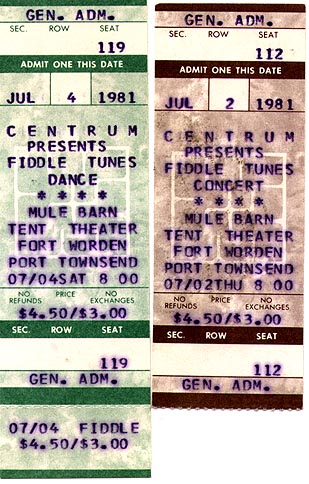 GEN. ADM.
SEC. ROW SEAT
119
ADMIT ONE THIS DATE
JUL 4 1981
CENTRUM
PRESENTS
FIDDLE TUNES
DANCE
* * * *
MULE BARN
TENT THEATER
FORT WORDEN
PORT TOWNSEND
07/04SAT 8 00
NO REFUNDS PRICE NO EXCHANGES
$4.50/$3.00
SEC. ROW SEAT
119
GEN. ADM.
07/04 FIDDLE
$4.50/$3.00
GEN. ADM.
SEC. ROW SEAT
112
ADMIT ONE THIS DATE
JUL 2 1981
CENTRUM
PRESENTS
FIDDLE TUNES
CONCERT
* * * *
MULE BARN
TENT THEATER
FORT WORDEN
PORT TOWNSEND
07/02THU 8 00
NO REFUNDS PRICE NO EXCHANGES
$4.50/$3.00
SEC. ROW SEAT
112
GEN. ADM.